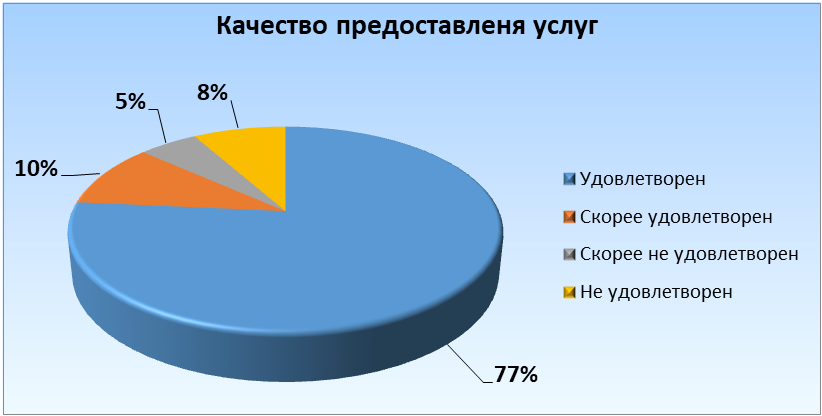 Качество предоставленя услуг
8%
5%
10%
77%
Удовлетворен
Скорее удовлетворен
Скорее не удовлетворен
Не удовлетворен